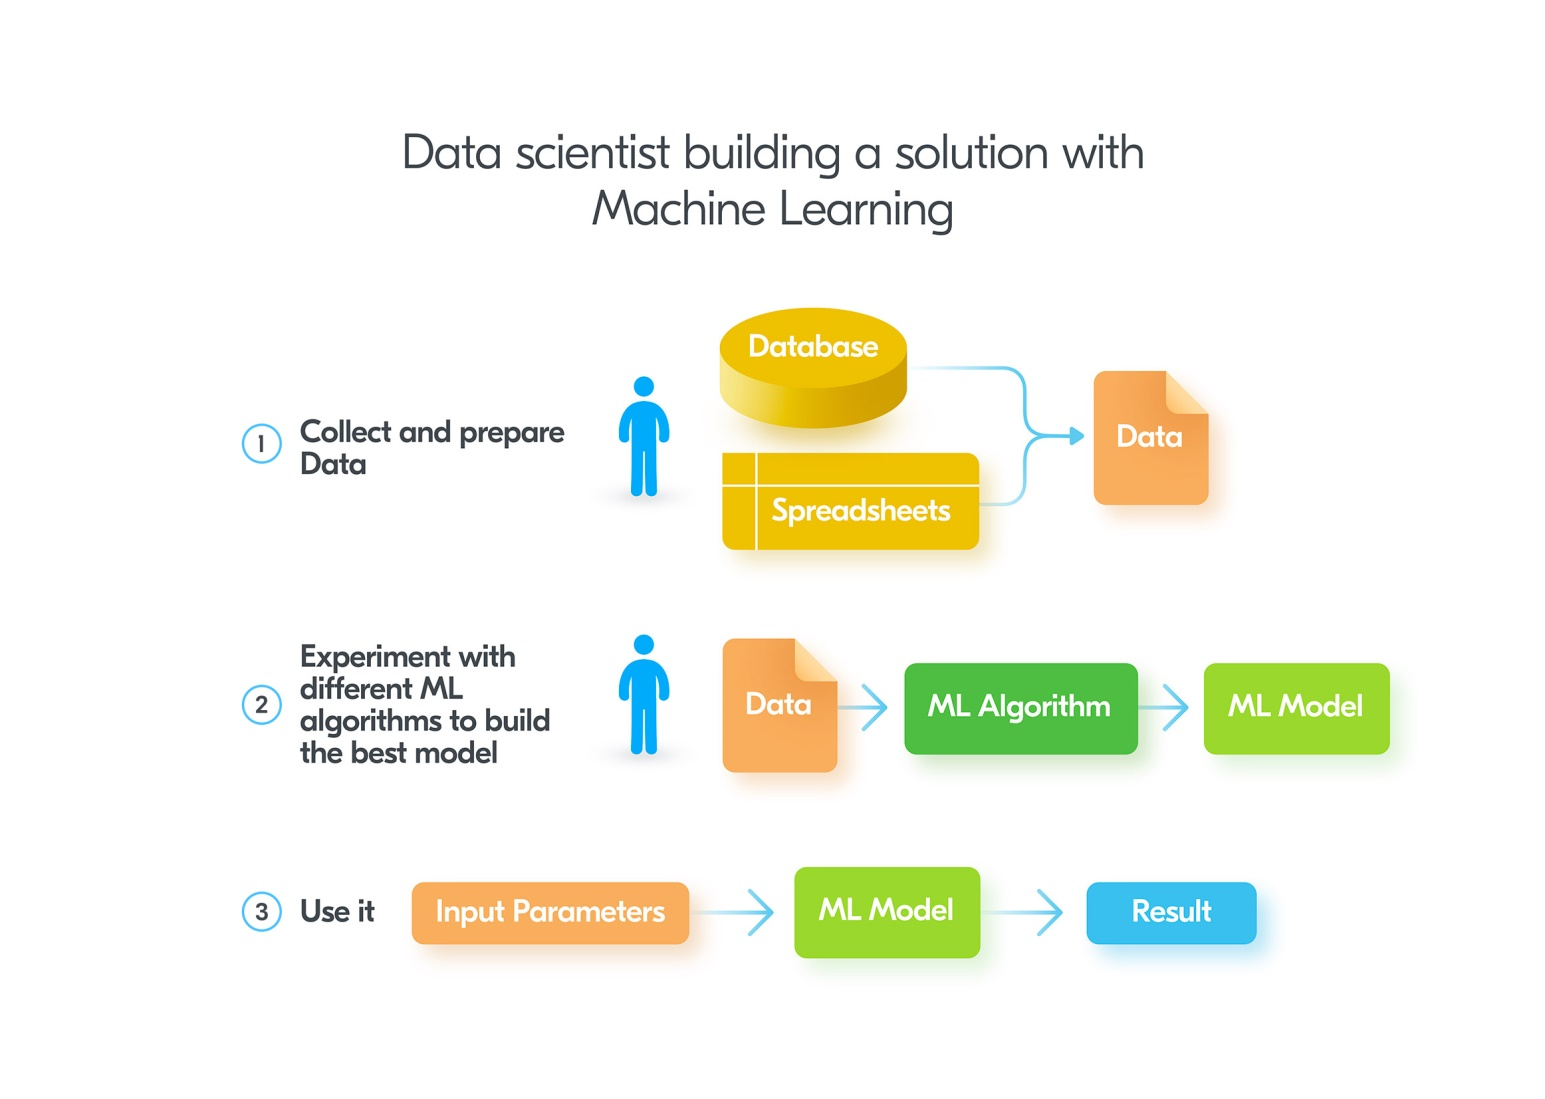 Data scientist building a solution with
Machine Learning
1
Collect and prepare
Data
Database
Spreadsheets
Data
2
Experiment with
different ML
algorithms to build
the best model
Data
ML Algorithm
ML Model
3
Use it
Input Parameters
ML Model
Result